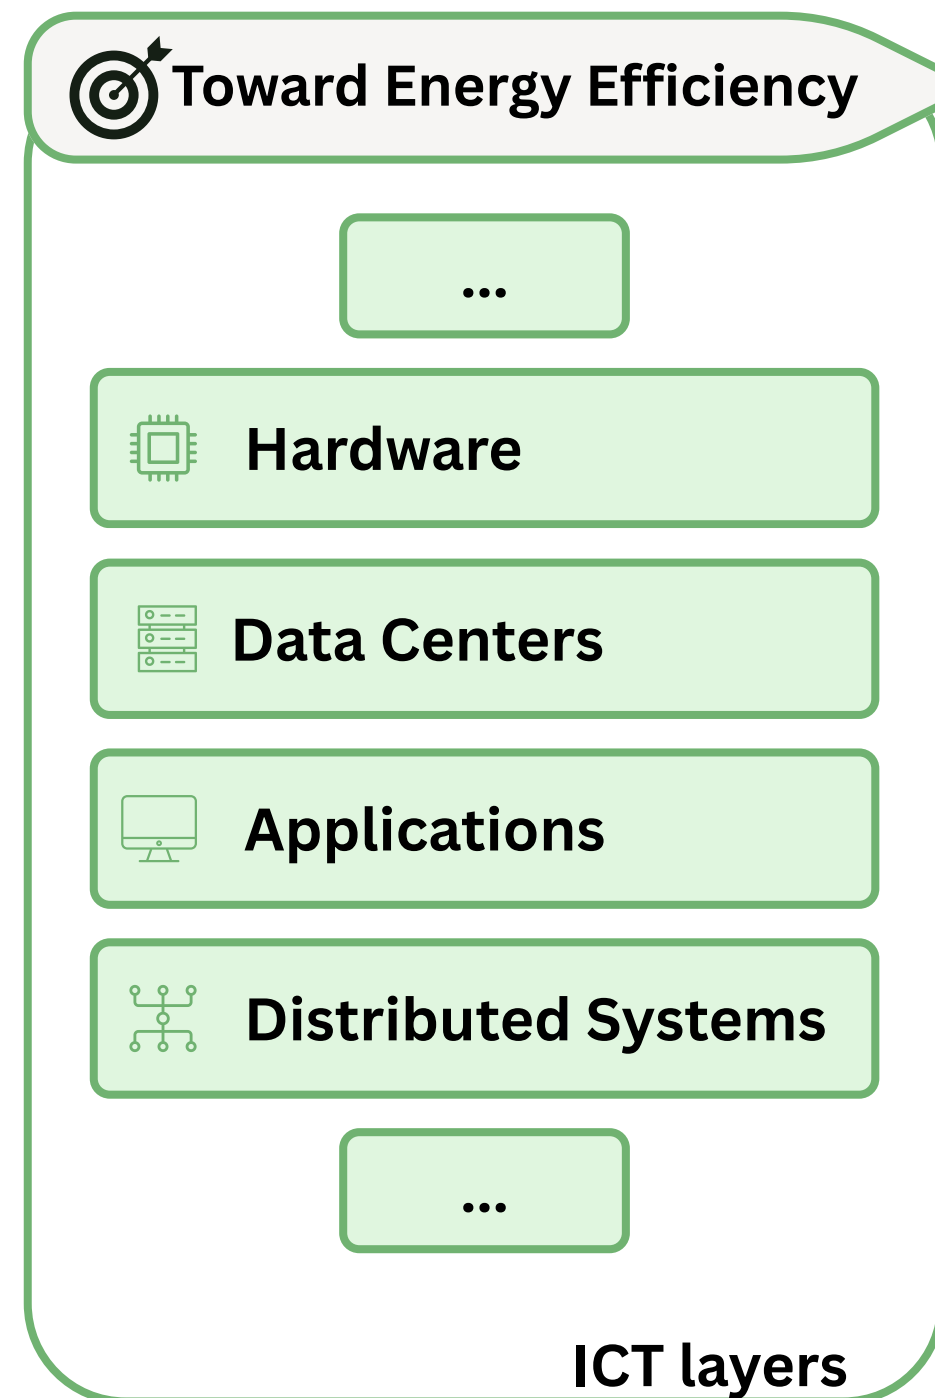 Toward Energy Efficiency
...
Hardware
Data Centers
Applications
Distributed Systems
...
ICT layers